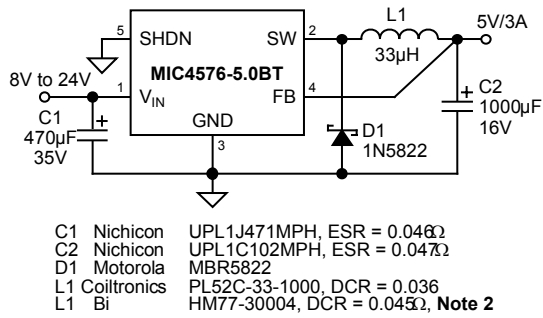 L1
5V/3A
5
SHDN
SW
2
33µH
8V to 24V
MIC4576-5.0BT
1
VIN
FB
4
C2
1000µF
16V
C1
470µF
35V
GND
3
D1
1N5822
C1 Nichicon UPL1J471MPH, ESR = 0.046Ω
C2 Nichicon UPL1C102MPH, ESR = 0.047Ω
D1 Motorola MBR5822
L1 Coiltronics PL52C-33-1000, DCR = 0.036
L1 Bi HM77-30004, DCR = 0.045Ω, Note 2